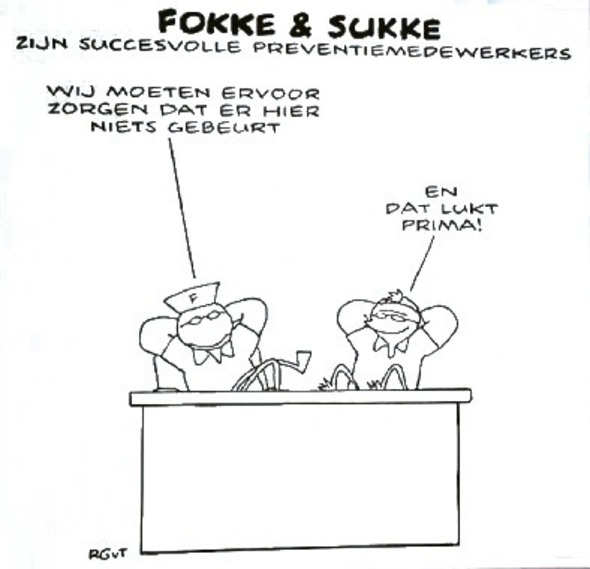 FOKKE & SUKKE
ZIJN SUCCESVOLLE PREVENTIEMEDEWERKERS
WIJ MOETEN ERVOOR
ZORGEN DAT ER HIER
NIETS GEBEURT
EN
DAT LUKT
PRIMA!
F
RGvT